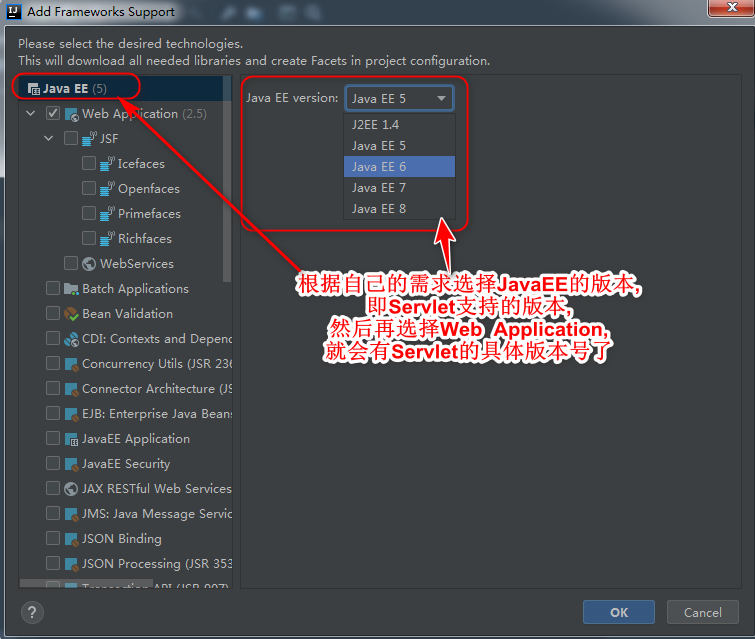 Add Frameworks Support
Please select the desired technologies.
This will download all needed libraries and create Facets in project configuration.
Java EE (5)
Web Application (2.5)
JSF
Icefaces
Openfaces
Primefaces
Richfaces
WebServices
Batch Applications
Bean Validation
CDI: Contexts and Depend
Concurrency Utils (JSR 236
Connector Architecture (JS
EJB: Enterprise Java Beans
JavaEE Application
JavaEE Security
JAX RESTful Web Services
JMS: Java Message Servic
JSON Binding
JSON Processing (JSR 353
Transaction API (JSR 907)
Java EE version: Java EE 5
J2EE 1.4
Java EE 5
Java EE 6
Java EE 7
Java EE 8
根据自己的需求选择JavaEE的版本,
即Servlet支持的版本,
然后再选择Web Application,
就会有Servlet的具体版本号了
?
OK
Cancel